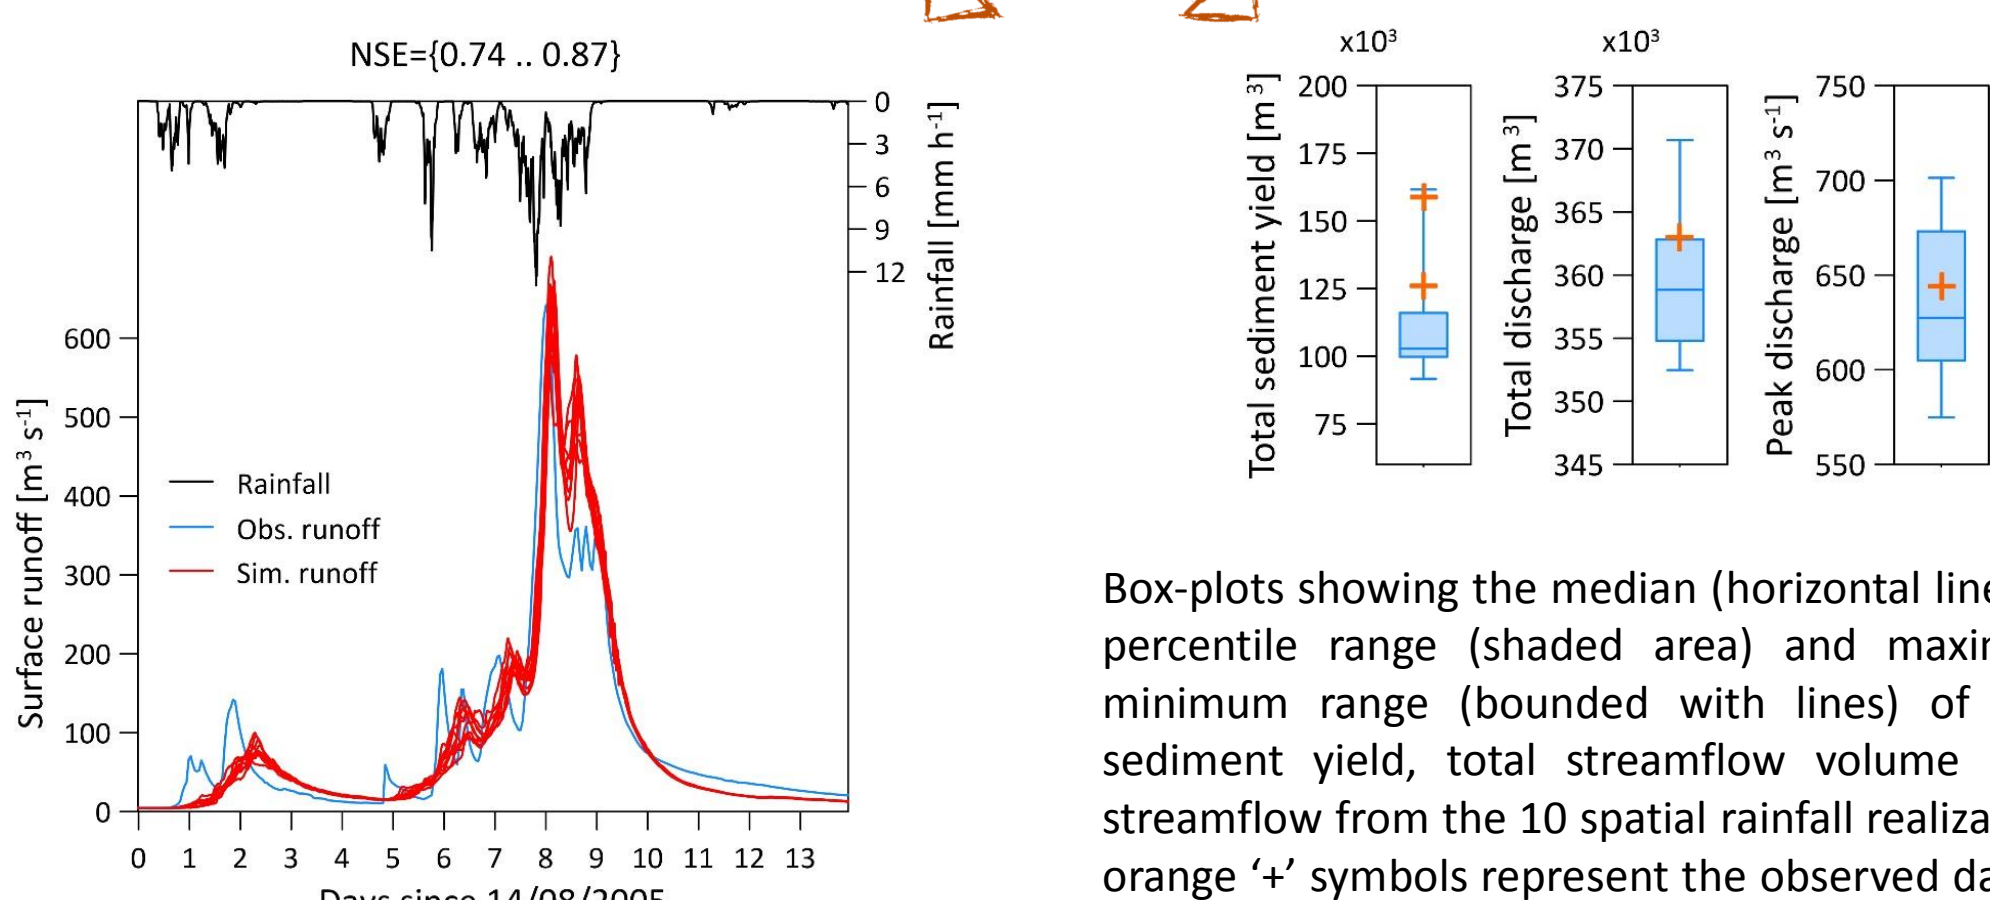 NSE={0.74 .. 0.87}
0
3
6
9
12
Rainfall [mm h⁻¹]
600
500
400
300
200
100
0
Surface runoff [m³ s⁻¹]
Rainfall
Obs. runoff
Sim. runoff
0 1 2 3 4 5 6 7 8 9 10 11 12 13
Days since 14/08/2005
x10³
Total sediment yield [m³]
200
175
150
125
100
75
x10³
Total discharge [m³]
375
370
365
360
355
350
345
Peak discharge [m³ s⁻¹]
750
700
650
600
550
Box-plots showing the median (horizontal line
percentile range (shaded area) and
minimum range (bounded with lines) of
sediment yield, total streamflow volume
streamflow from the 10 spatial rainfall
orange ‘+’ symbols represent the observed